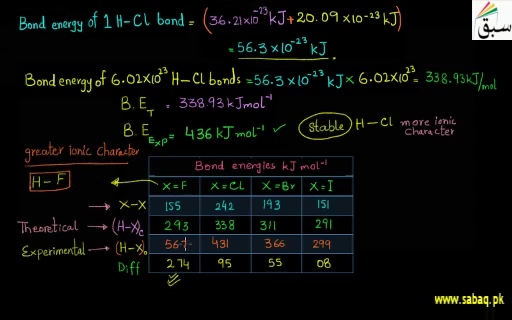 Bond energy of 1 H-Cl bond = (36.21×10⁻²³ kJ + 20.09×10⁻²³ kJ)
سبق
= 56.3×10⁻²³ kJ
Bond energy of 6.02×10²³ H-Cl bonds = 56.3×10⁻²³ kJ × 6.02×10²³ = 338.93 kJ/mol
B.E_T = 338.93 kJmol⁻¹
B.E_Exp = 436 kJmol⁻¹ ✓ Stable H-Cl more ionic character
greater ionic character
H-F
Bond energies kJ mol⁻¹
X=F X=Cl X=Br X=I
X-X 155 242 193 151
Theoretical → (H-X)c 293 338 311 291
Experimental → (H-X)o 567 431 366 299
Diff 274 95 55 08
www.sabaq.pk